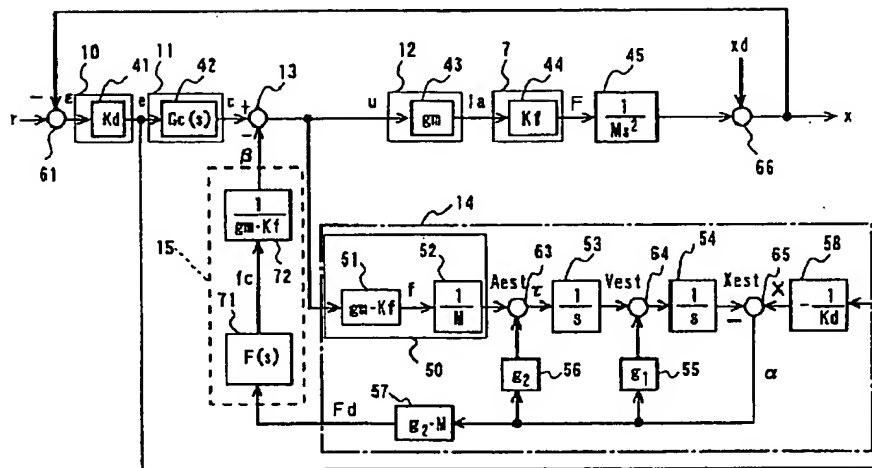 10
41
11
42
13
12
43
7
44
45
xd
r
−
ε
Kd
e
Gc(s)
c
+
−
u
gm
Ia
Kf
F
1
Ms²
x
61
66
β
1
gm·Kf
72
15
fc
71
F(s)
14
51
52
63
53
64
54
65
58
gm·Kf
f
1
M
Aest
τ
1
s
Vest
1
s
Xest
−
X
−1
Kd
50
g₂
56
g₁
55
α
57
Fd
g₂·M